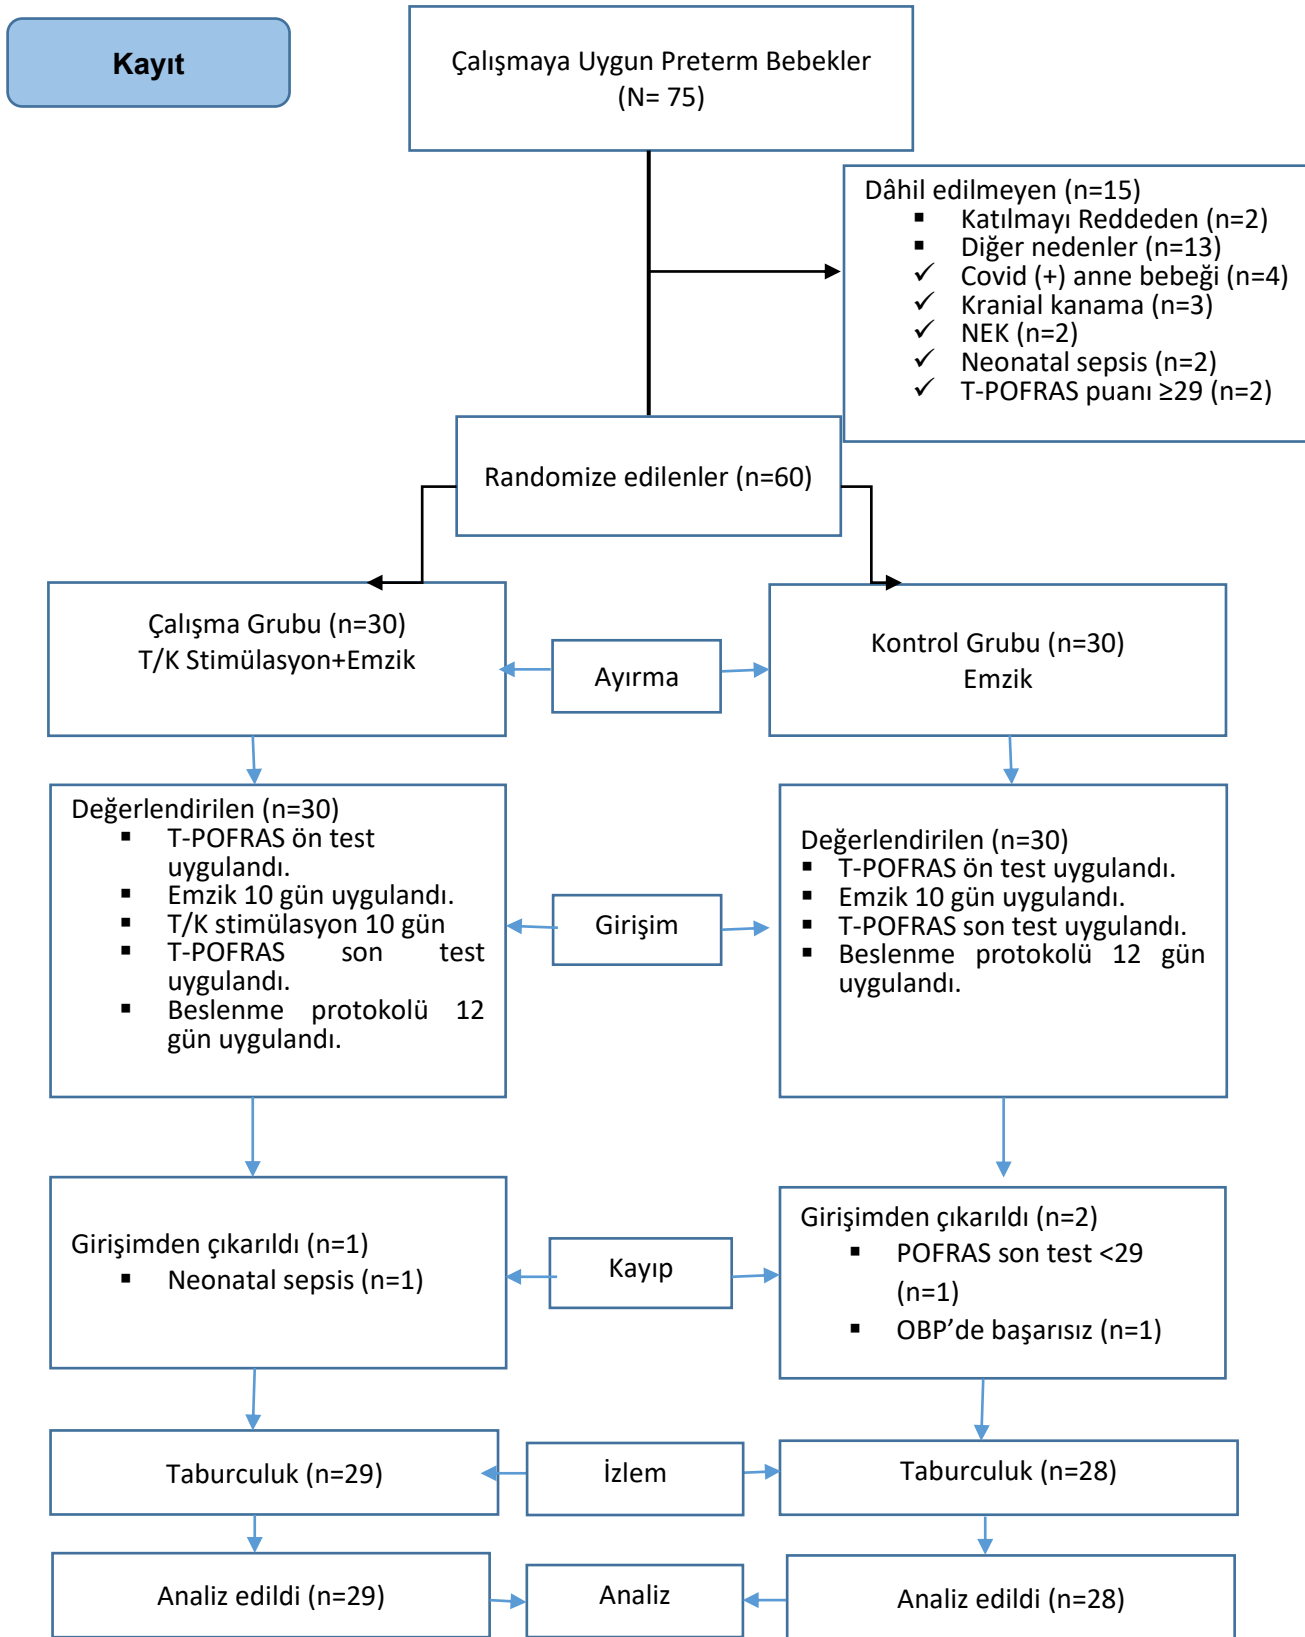 Kayıt
Çalışmaya Uygun Preterm Bebekler
(N= 75)
Dâhil edilmeyen (n=15)
▪ Katılmayı Reddeden (n=2)
▪ Diğer nedenler (n=13)
✓ Covid (+) anne bebeği (n=4)
✓ Kranial kanama (n=3)
✓ NEK (n=2)
✓ Neonatal sepsis (n=2)
✓ T-POFRAS puanı ≥29 (n=2)
Randomize edilenler (n=60)
Çalışma Grubu (n=30)
T/K Stimülasyon+Emzik
Ayırma
Kontrol Grubu (n=30)
Emzik
Değerlendirilen (n=30)
▪ T-POFRAS ön test
uygulandı.
▪ Emzik 10 gün uygulandı.
▪ T/K stimülasyon 10 gün
▪ T-POFRAS son test
uygulandı.
▪ Beslenme protokolü 12
gün uygulandı.
Girişim
Değerlendirilen (n=30)
▪ T-POFRAS ön test uygulandı.
▪ Emzik 10 gün uygulandı.
▪ T-POFRAS son test uygulandı.
▪ Beslenme protokolü 12 gün
uygulandı.
Girişimden çıkarıldı (n=1)
▪ Neonatal sepsis (n=1)
Kayıp
Girişimden çıkarıldı (n=2)
▪ POFRAS son test <29
(n=1)
▪ OBP’de başarısız (n=1)
Taburculuk (n=29)
İzlem
Taburculuk (n=28)
Analiz edildi (n=29)
Analiz
Analiz edildi (n=28)